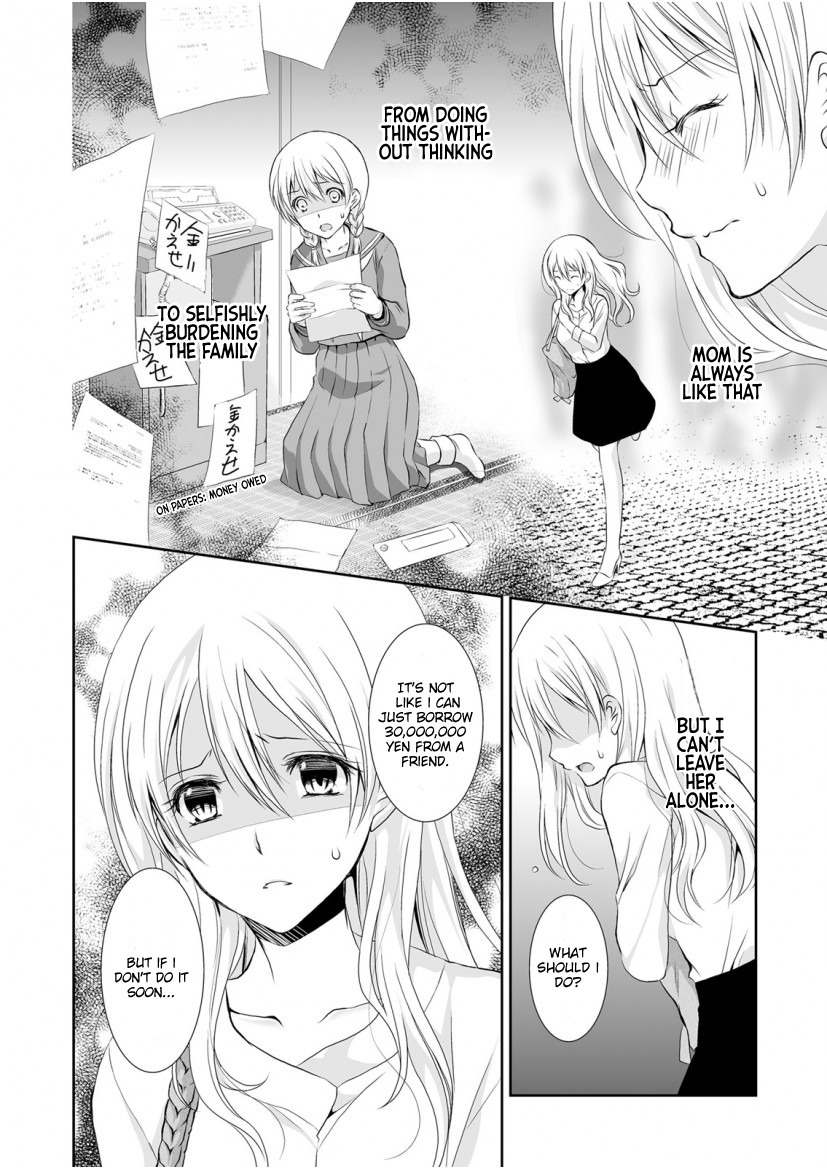 MOM IS
ALWAYS
LIKE THAT
FROM DOING
THINGS WITH-
OUT THINKING
TO SELFISHLY
BURDENING
THE FAMILY
金
かえせ
金
かえせ
金かえせ
ON PAPERS: MONEY OWED
BUT I
CAN'T
LEAVE
HER
ALONE...
WHAT
SHOULD I
DO?
IT'S NOT
LIKE I CAN
JUST BORROW
30,000,000
YEN FROM A
FRIEND.
BUT IF I
DON'T DO IT
SOON...